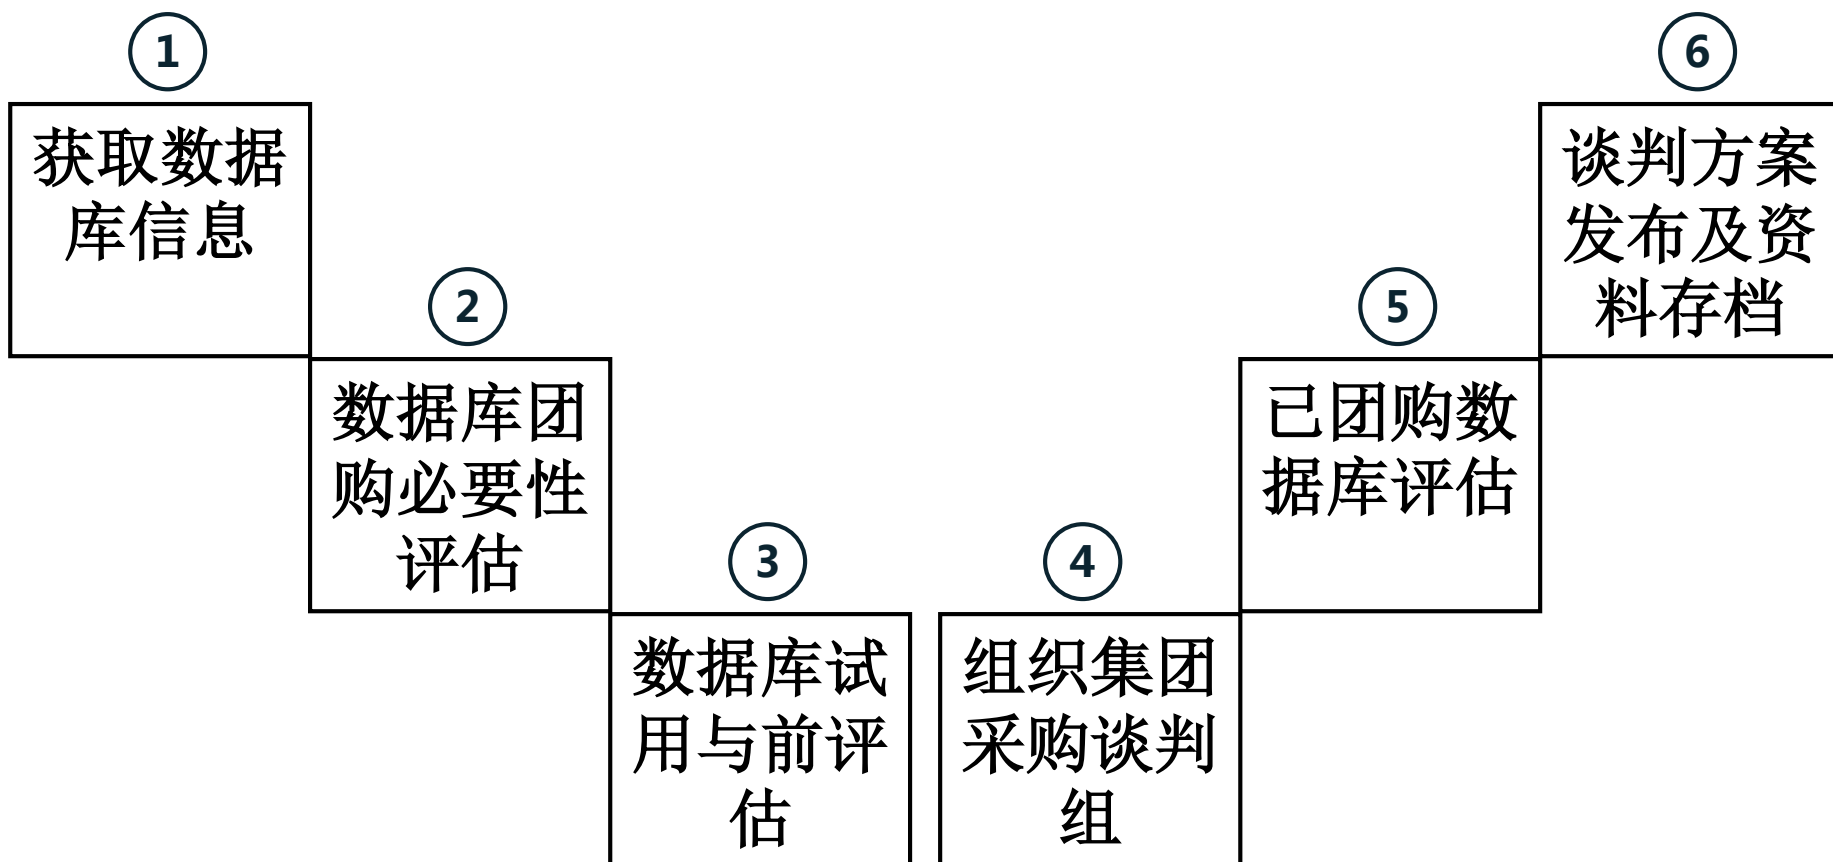 1
获取数据
库信息
2
数据库团
购必要性
评估
3
数据库试
用与前评
估
4
组织集团
采购谈判
组
5
已团购数
据库评估
6
谈判方案
发布及资
料存档